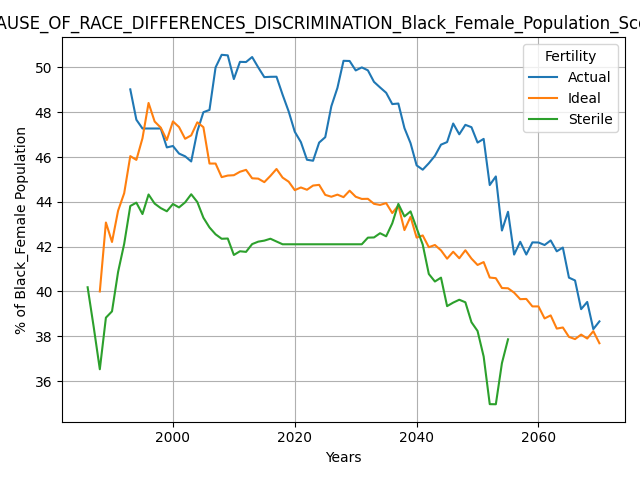 AUSE_OF_RACE_DIFFERENCES_DISCRIMINATION_Black_Female_Population_Sc
Fertility
Actual
Ideal
Sterile
% of Black_Female Population
50
48
46
44
42
40
38
36
2000
2020
2040
2060
Years